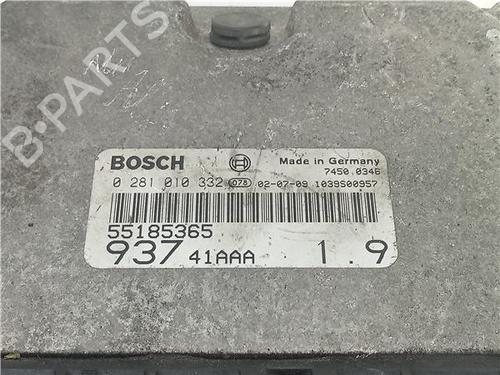 B-PARTS
BOSCH Made in Germany
7450.0346
0 281 010 332 078 02-07-09 1039S00957
55185365
937 41AAA 1.9